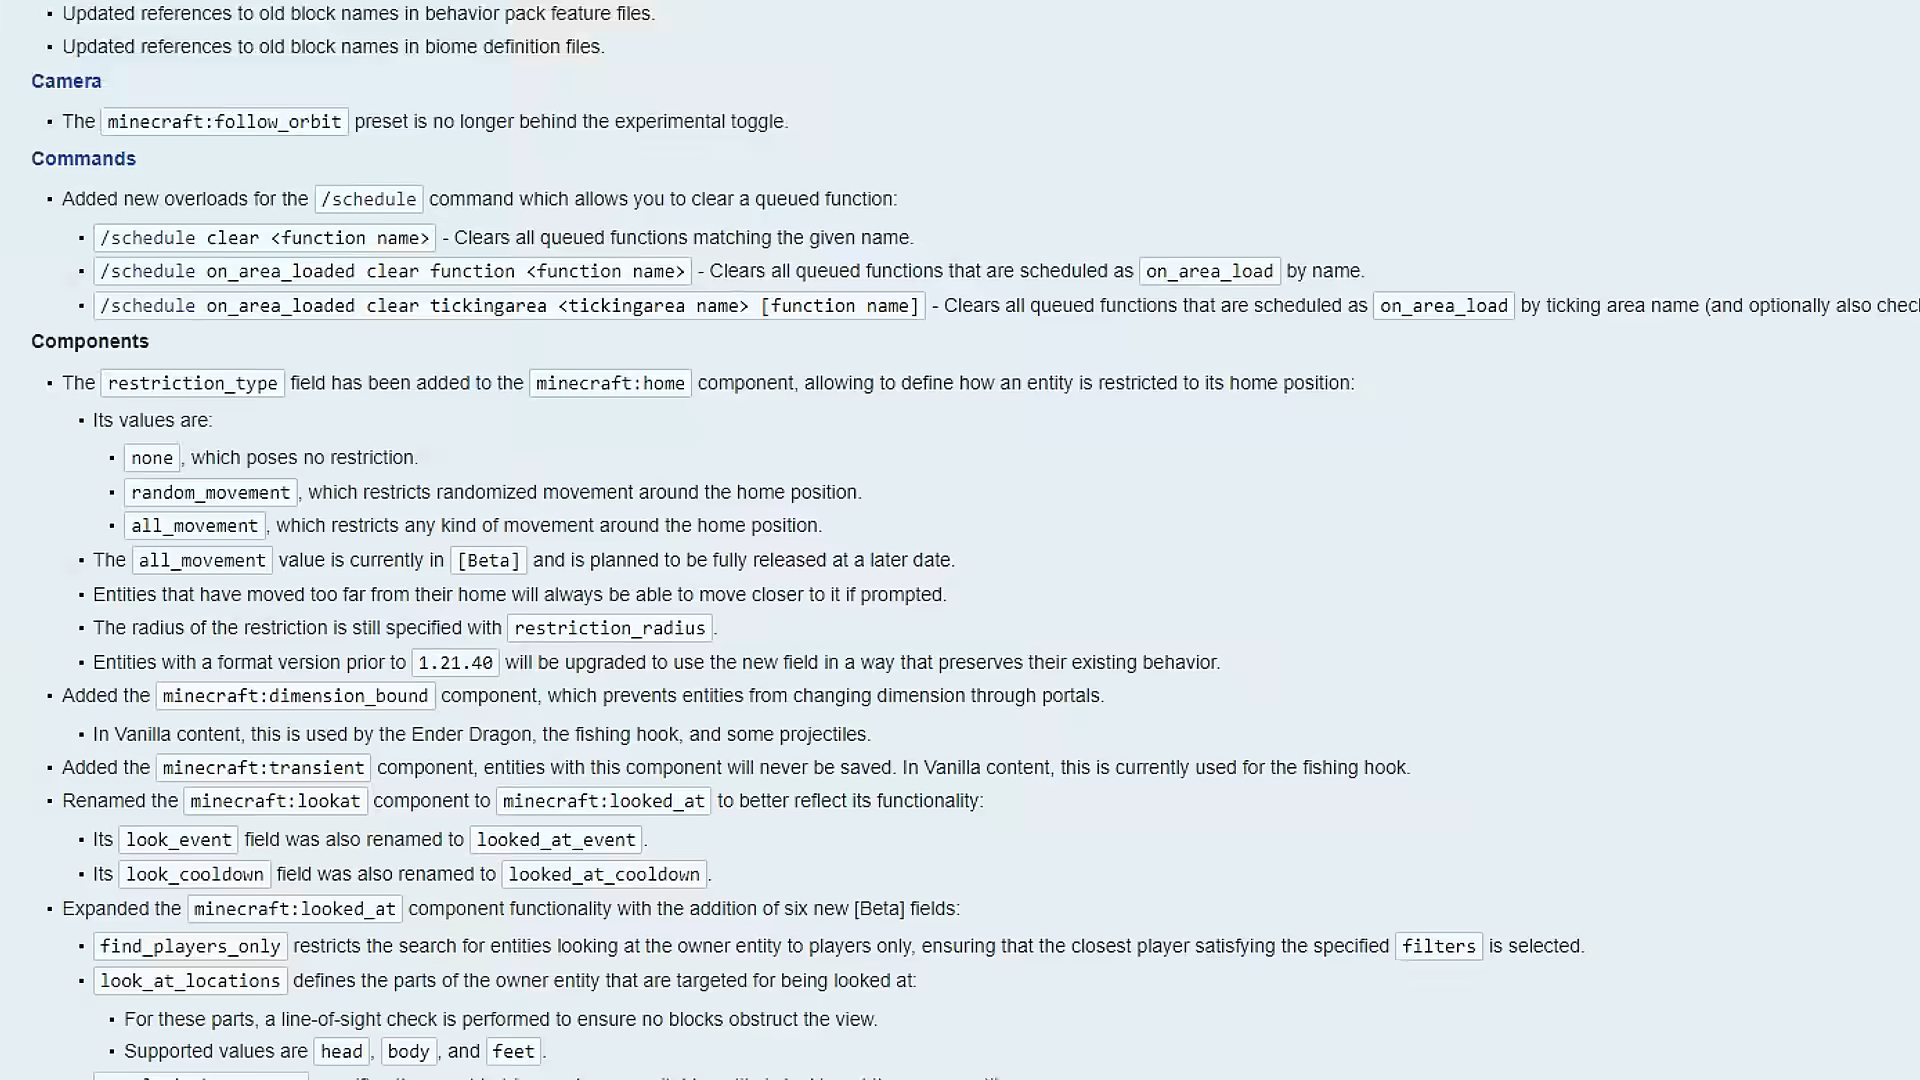 ▪ Updated references to old block names in behavior pack feature files.
▪ Updated references to old block names in biome definition files.
Camera
▪ The minecraft:follow_orbit preset is no longer behind the experimental toggle.
Commands
▪ Added new overloads for the /schedule command which allows you to clear a queued function:
▪ /schedule clear <function name> - Clears all queued functions matching the given name.
▪ /schedule on_area_loaded clear function <function name> - Clears all queued functions that are scheduled as on_area_load by name.
▪ /schedule on_area_loaded clear tickingarea <tickingarea name> [function name] - Clears all queued functions that are scheduled as on_area_load by ticking area name (and optionally also chec
Components
▪ The restriction_type field has been added to the minecraft:home component, allowing to define how an entity is restricted to its home position:
▪ Its values are:
▪ none, which poses no restriction.
▪ random_movement, which restricts randomized movement around the home position.
▪ all_movement, which restricts any kind of movement around the home position.
▪ The all_movement value is currently in [Beta] and is planned to be fully released at a later date.
▪ Entities that have moved too far from their home will always be able to move closer to it if prompted.
▪ The radius of the restriction is still specified with restriction_radius.
▪ Entities with a format version prior to 1.21.40 will be upgraded to use the new field in a way that preserves their existing behavior.
▪ Added the minecraft:dimension_bound component, which prevents entities from changing dimension through portals.
▪ In Vanilla content, this is used by the Ender Dragon, the fishing hook, and some projectiles.
▪ Added the minecraft:transient component, entities with this component will never be saved. In Vanilla content, this is currently used for the fishing hook.
▪ Renamed the minecraft:lookat component to minecraft:looked_at to better reflect its functionality:
▪ Its look_event field was also renamed to looked_at_event.
▪ Its look_cooldown field was also renamed to looked_at_cooldown.
▪ Expanded the minecraft:looked_at component functionality with the addition of six new [Beta] fields:
▪ find_players_only restricts the search for entities looking at the owner entity to players only, ensuring that the closest player satisfying the specified filters is selected.
▪ look_at_locations defines the parts of the owner entity that are targeted for being looked at:
▪ For these parts, a line-of-sight check is performed to ensure no blocks obstruct the view.
▪ Supported values are head, body, and feet.